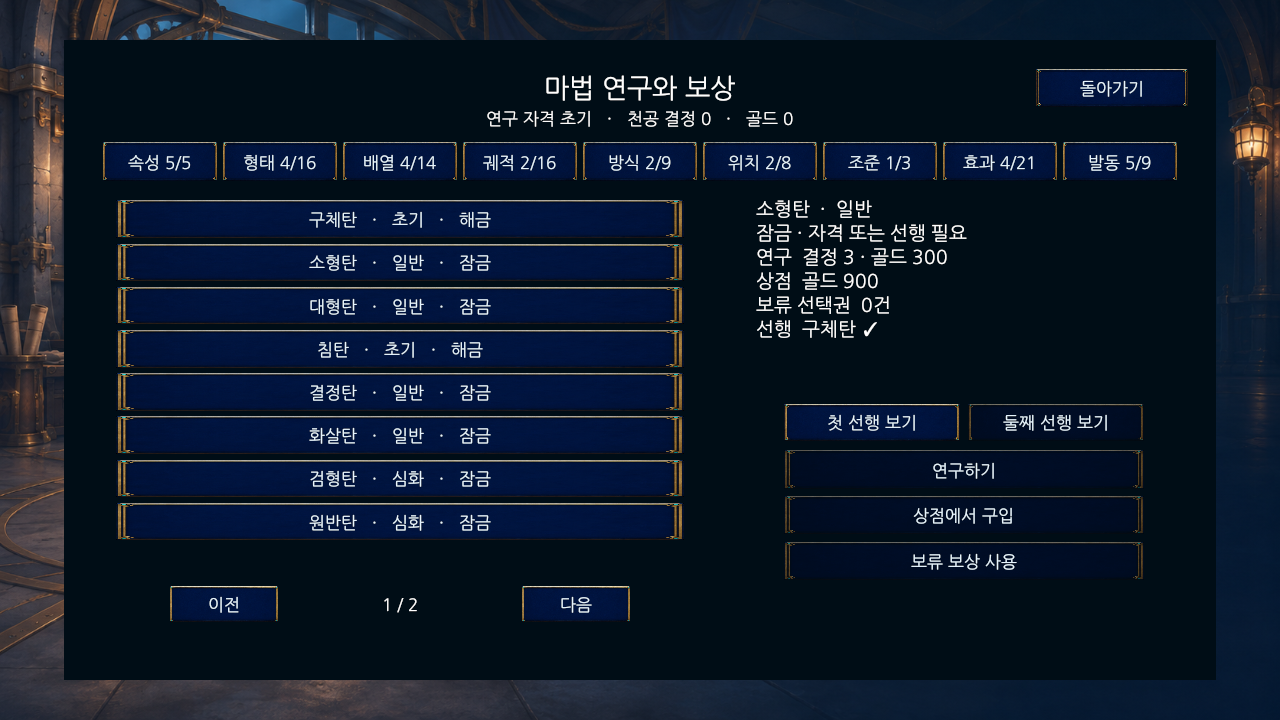 마법 연구와 보상
돌아가기
연구 자격 초기 · 천공 결정 0 · 골드 0
속성 5/5
형태 4/16
배열 4/14
궤적 2/16
방식 2/9
위치 2/8
조준 1/3
효과 4/21
발동 5/9
구체탄 · 초기 · 해금
소형탄 · 일반 · 잠금
대형탄 · 일반 · 잠금
침탄 · 초기 · 해금
결정탄 · 일반 · 잠금
화살탄 · 일반 · 잠금
검형탄 · 심화 · 잠금
원반탄 · 심화 · 잠금
이전
1 / 2
다음
소형탄 · 일반
잠금 · 자격 또는 선행 필요
연구 결정 3 · 골드 300
상점 골드 900
보류 선택권 0건
선행 구체탄 ✓
첫 선행 보기
둘째 선행 보기
연구하기
상점에서 구입
보류 보상 사용